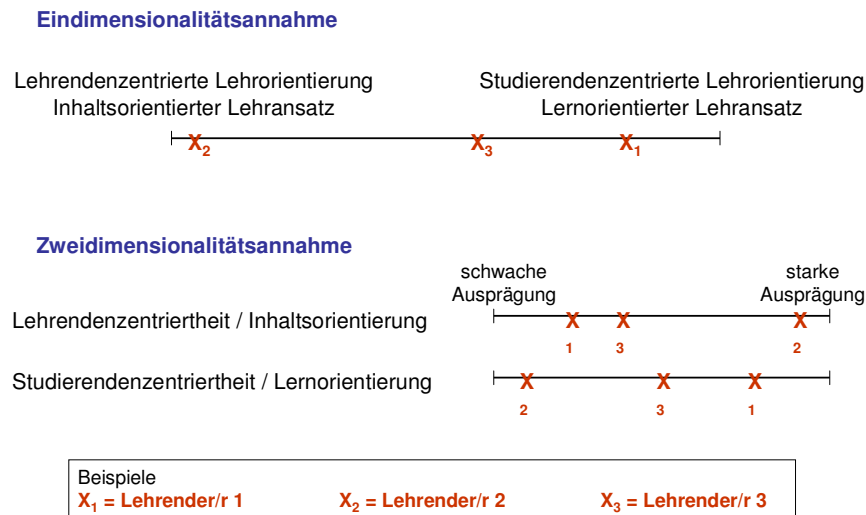 Eindimensionalitätsannahme
Lehrendenzentrierte Lehrorientierung
Inhaltsorientierter Lehransatz
Studierendenzentrierte Lehrorientierung
Lernorientierter Lehransatz
X2 X3 X1
Zweidimensionalitätsannahme
schwache
Ausprägung
starke
Ausprägung
Lehrendenzentriertheit / Inhaltsorientierung X X X
1 3 2
Studierendenzentriertheit / Lernorientierung X X X
2 3 1
Beispiele
X1 = Lehrender/r 1 X2 = Lehrender/r 2 X3 = Lehrender/r 3